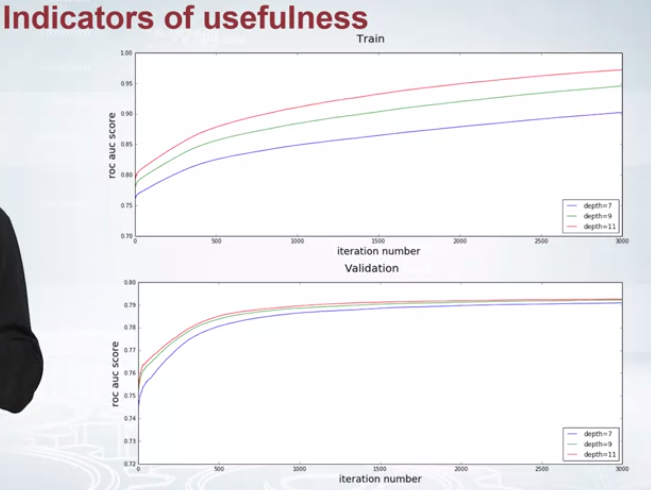 Indicators of usefulness
Train
1.00
0.95
0.90
0.85
0.80
0.75
0.70
roc auc score
0
500
1000
1500
2000
2500
3000
iteration number
depth=7
depth=9
depth=11
Validation
0.80
0.79
0.78
0.77
0.76
0.75
0.74
0.73
0.72
roc auc score
0
500
1000
1500
2000
2500
3000
iteration number
depth=7
depth=9
depth=11